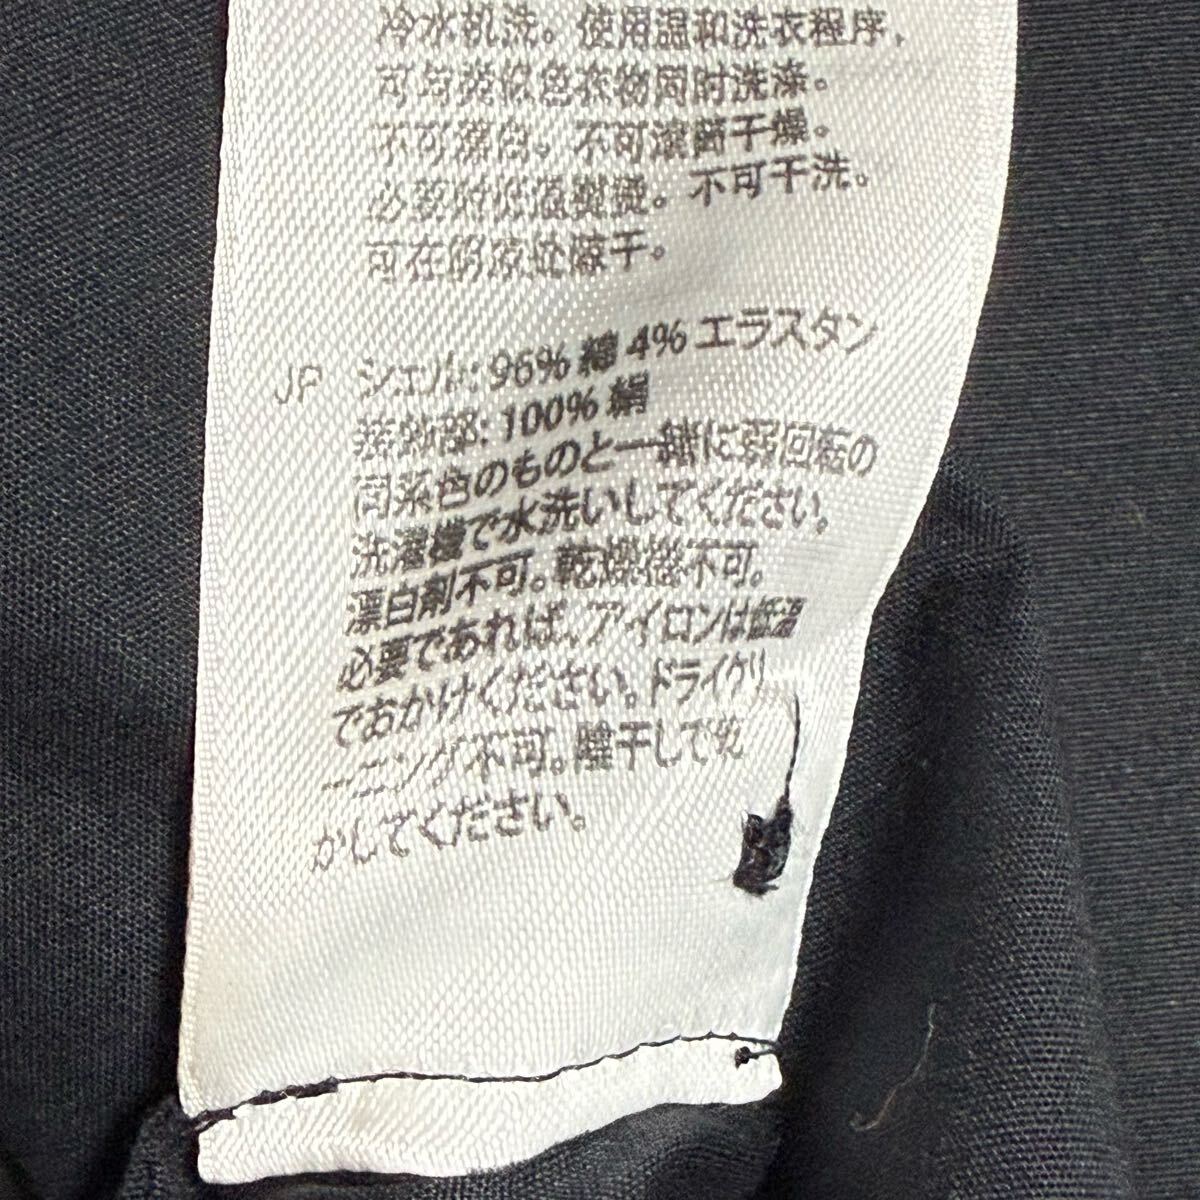 冷水机洗。使用温和洗衣程序，
可与类似色衣物同时洗涤。
不可漂白。不可滚筒干燥。
必要时低温熨烫。不可干洗。
可在阴凉处晾干。
JP シェル: 96% 綿 4% エラスタン
装飾部: 100% 絹
同系色のものと一緒に弱回転の
洗濯機で水洗いしてください。
漂白剤不可。乾燥機不可。
必要であれば、アイロンは低温
でおかけください。ドライクリ
ーニング不可。陰干しで乾
かしてください。